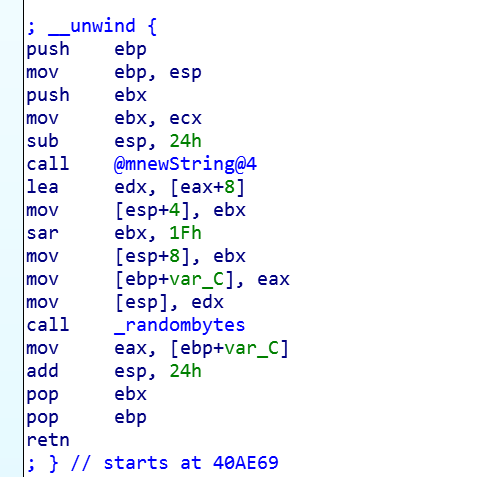 ; __unwind {
push ebp
mov ebp, esp
push ebx
mov ebx, ecx
sub esp, 24h
call @mnewString@4
lea edx, [eax+8]
mov [esp+4], ebx
sar ebx, 1Fh
mov [esp+8], ebx
mov [ebp+var_C], eax
mov [esp], edx
call _randombytes
mov eax, [ebp+var_C]
add esp, 24h
pop ebx
pop ebp
retn
; } // starts at 40AE69